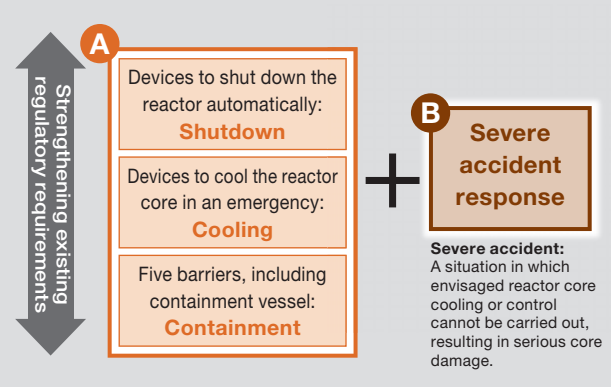 Strengthening existing
regulatory requirements
A
Devices to shut down the
reactor automatically:
Shutdown
Devices to cool the reactor
core in an emergency:
Cooling
Five barriers, including
containment vessel:
Containment
+
B
Severe
accident
response
Severe accident:
A situation in which
envisaged reactor core
cooling or control
cannot be carried out,
resulting in serious core
damage.